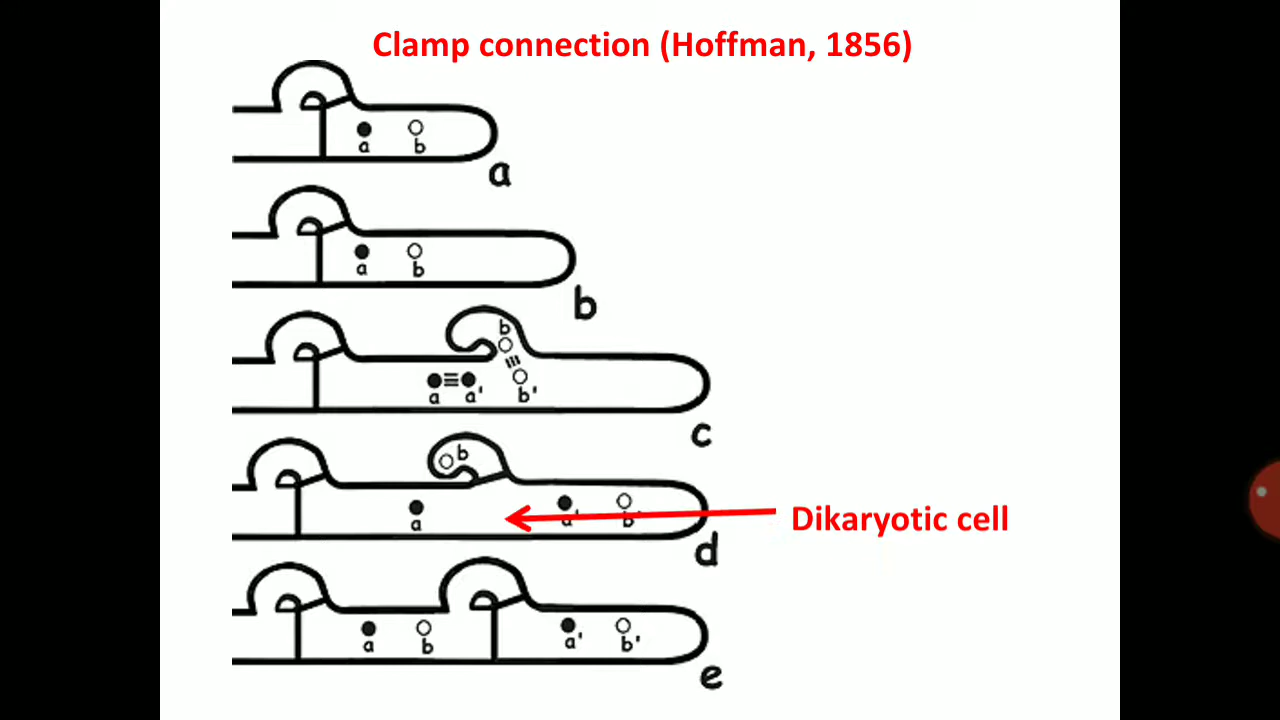 Clamp connection (Hoffman, 1856)
a b
a
a b
b
b
a a' b'
c
b
a a' b'
Dikaryotic cell
d
a b a' b'
e